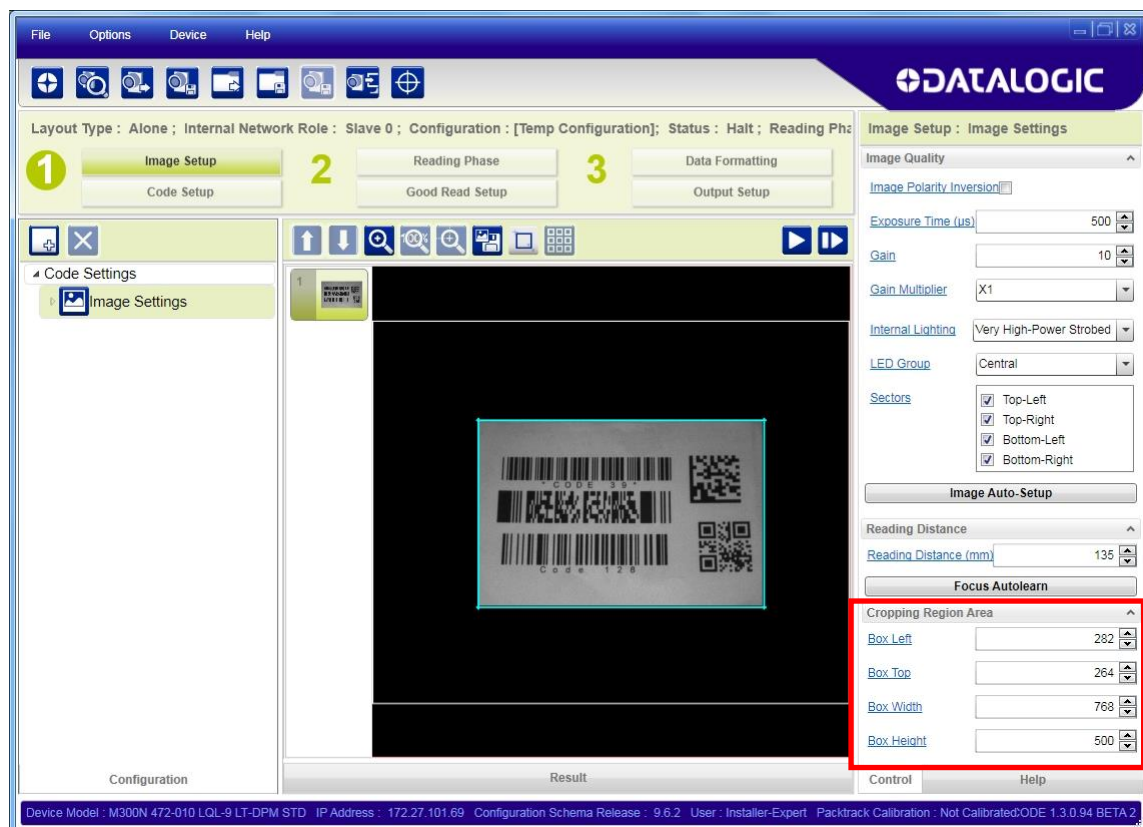 File Options Device Help
DATALOGIC
Layout Type : Alone ; Internal Network Role : Slave 0 ; Configuration : [Temp Configuration]; Status : Halt ; Reading Pha
1 Image Setup 2 Reading Phase 3 Data Formatting
Code Setup Good Read Setup Output Setup
Code Settings
Image Settings
100%
1
*CODE 39*
Code 128
Configuration
Result
Image Setup : Image Settings
Image Quality
Image Polarity Inversion
Exposure Time (µs) 500
Gain 10
Gain Multiplier X1
Internal Lighting Very High-Power Strobed
LED Group Central
Sectors
Top-Left
Top-Right
Bottom-Left
Bottom-Right
Image Auto-Setup
Reading Distance
Reading Distance (mm) 135
Focus Autolearn
Cropping Region Area
Box Left 282
Box Top 264
Box Width 768
Box Height 500
Control Help
Device Model : M300N 472-010 LQL-9 LT-DPM STD IP Address : 172.27.101.69 Configuration Schema Release : 9.6.2 User : Installer-Expert Packtrack Calibration : Not Calibrated ODE 1.3.0.94 BETA 2